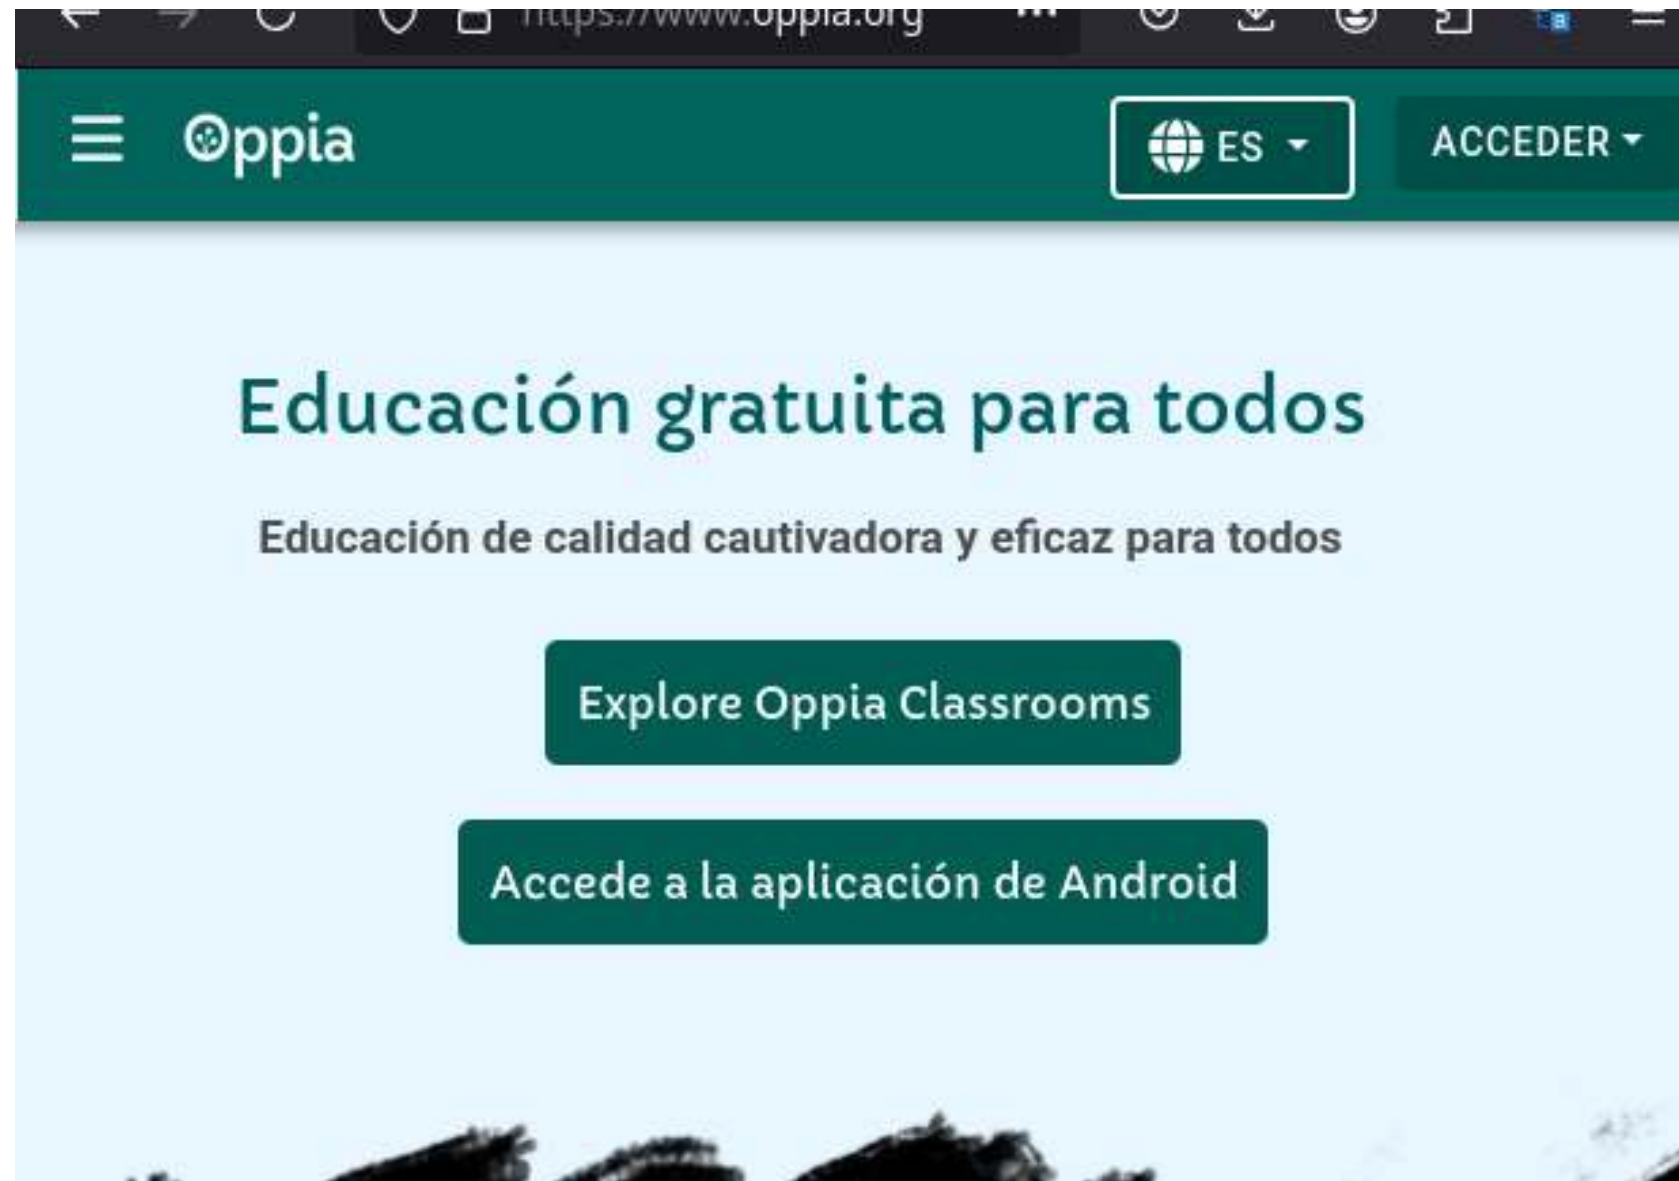 https://www.oppia.org
Oppia
ES
ACCEDER
Educación gratuita para todos
Educación de calidad cautivadora y eficaz para todos
Explore Oppia Classrooms
Accede a la aplicación de Android